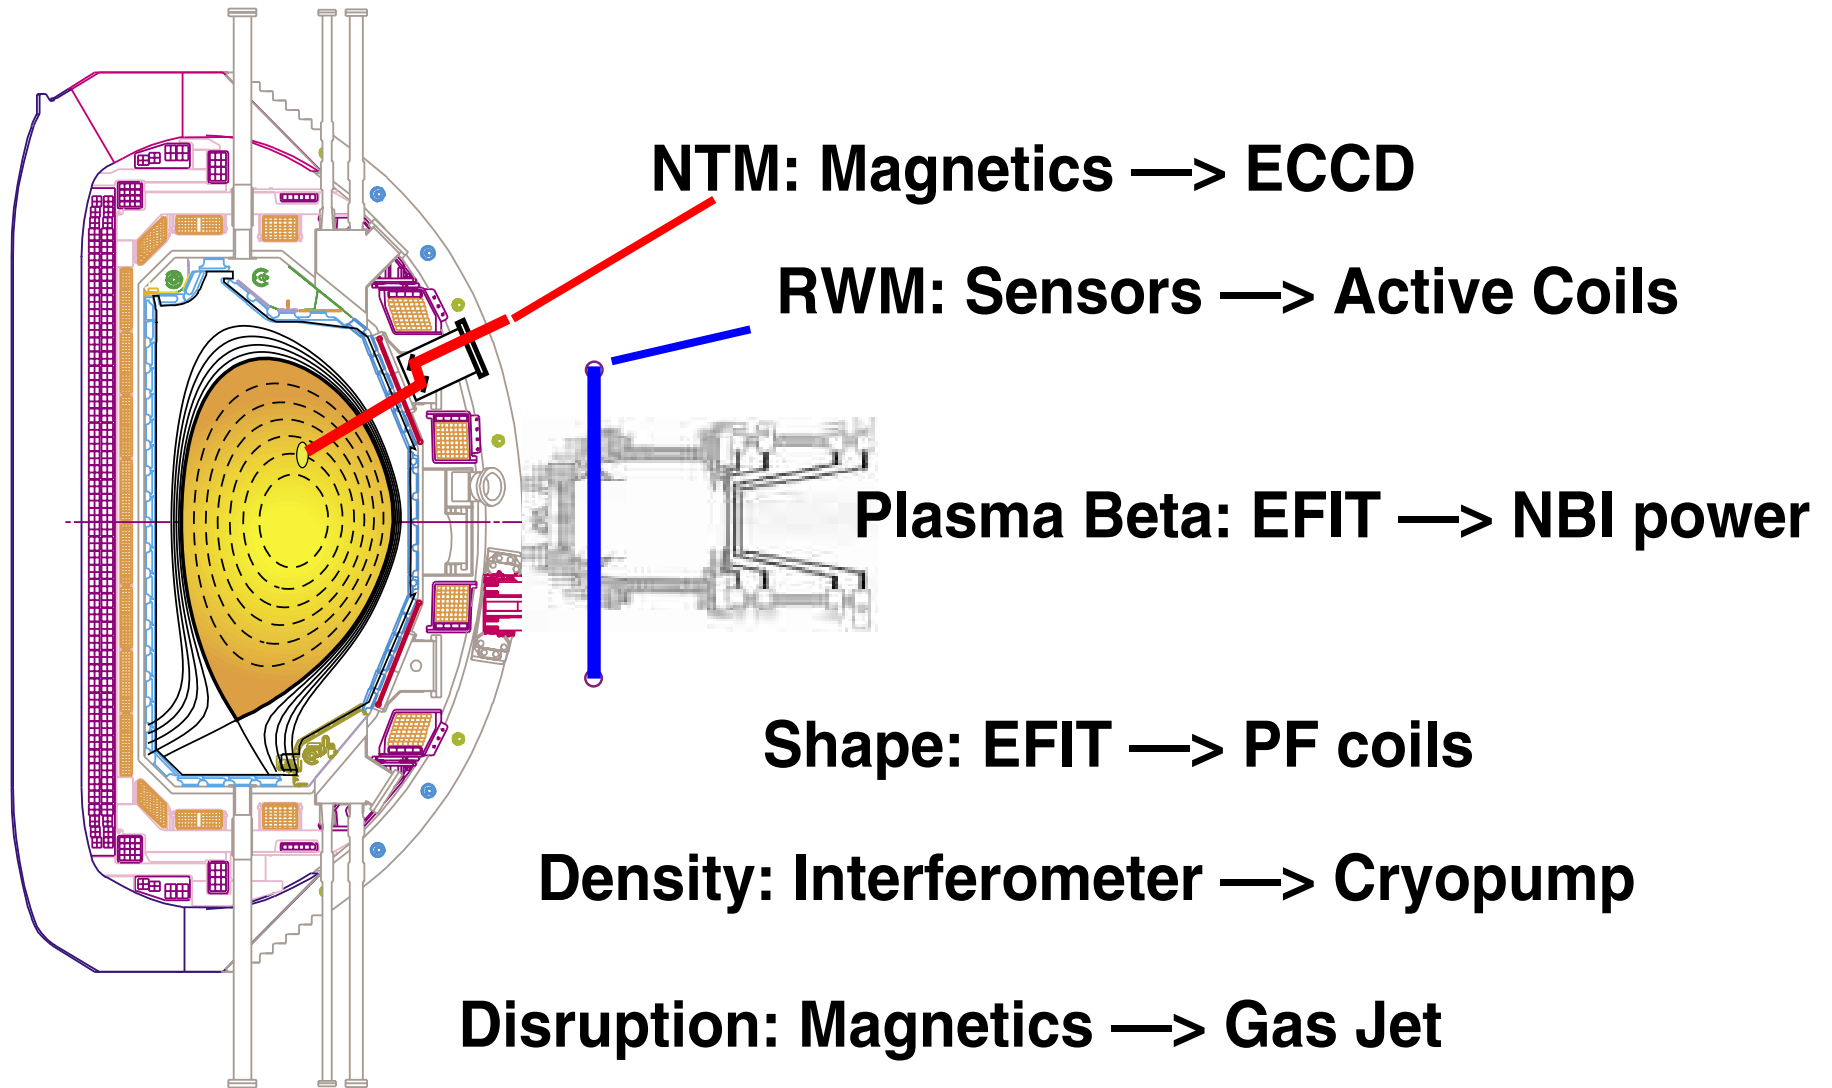 NTM: Magnetics —> ECCD
RWM: Sensors —> Active Coils
Plasma Beta: EFIT —> NBI power
Shape: EFIT —> PF coils
Density: Interferometer —> Cryopump
Disruption: Magnetics —> Gas Jet